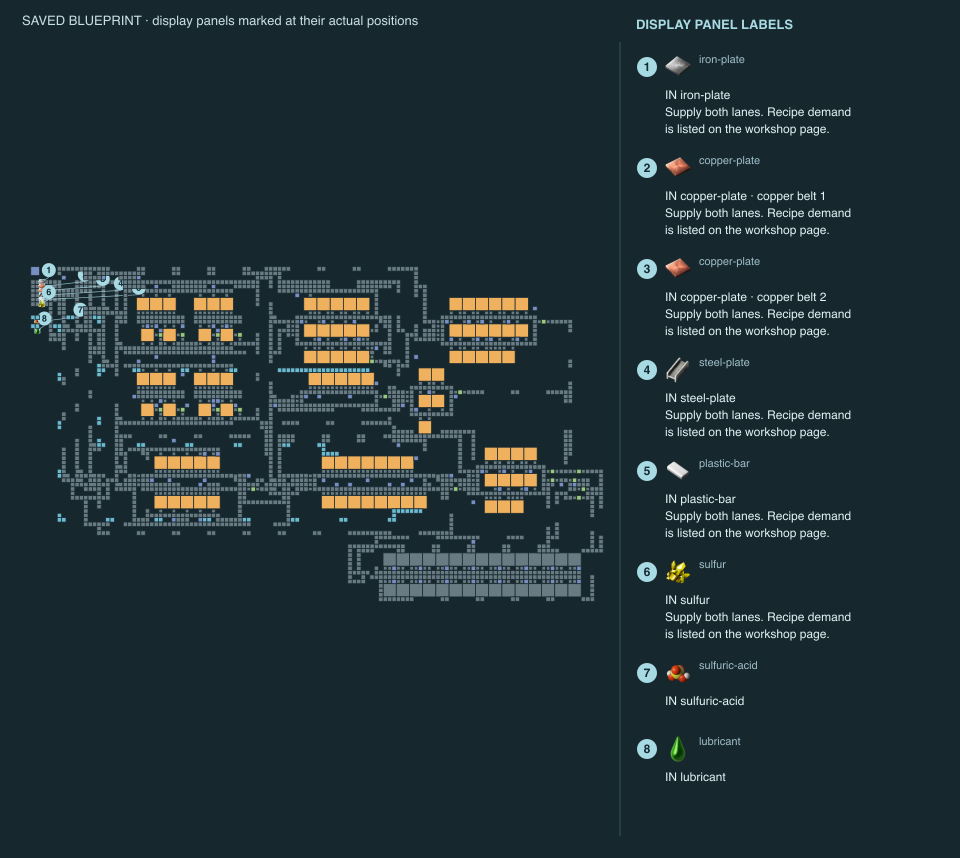 SAVED BLUEPRINT · display panels marked at their actual positions
DISPLAY PANEL LABELS
1
iron-plate
IN iron-plate
Supply both lanes. Recipe demand
is listed on the workshop page.
2
copper-plate
IN copper-plate · copper belt 1
Supply both lanes. Recipe demand
is listed on the workshop page.
3
copper-plate
IN copper-plate · copper belt 2
Supply both lanes. Recipe demand
is listed on the workshop page.
4
steel-plate
IN steel-plate
Supply both lanes. Recipe demand
is listed on the workshop page.
5
plastic-bar
IN plastic-bar
Supply both lanes. Recipe demand
is listed on the workshop page.
6
sulfur
IN sulfur
Supply both lanes. Recipe demand
is listed on the workshop page.
7
sulfuric-acid
IN sulfuric-acid
8
lubricant
IN lubricant
1
6
7
8